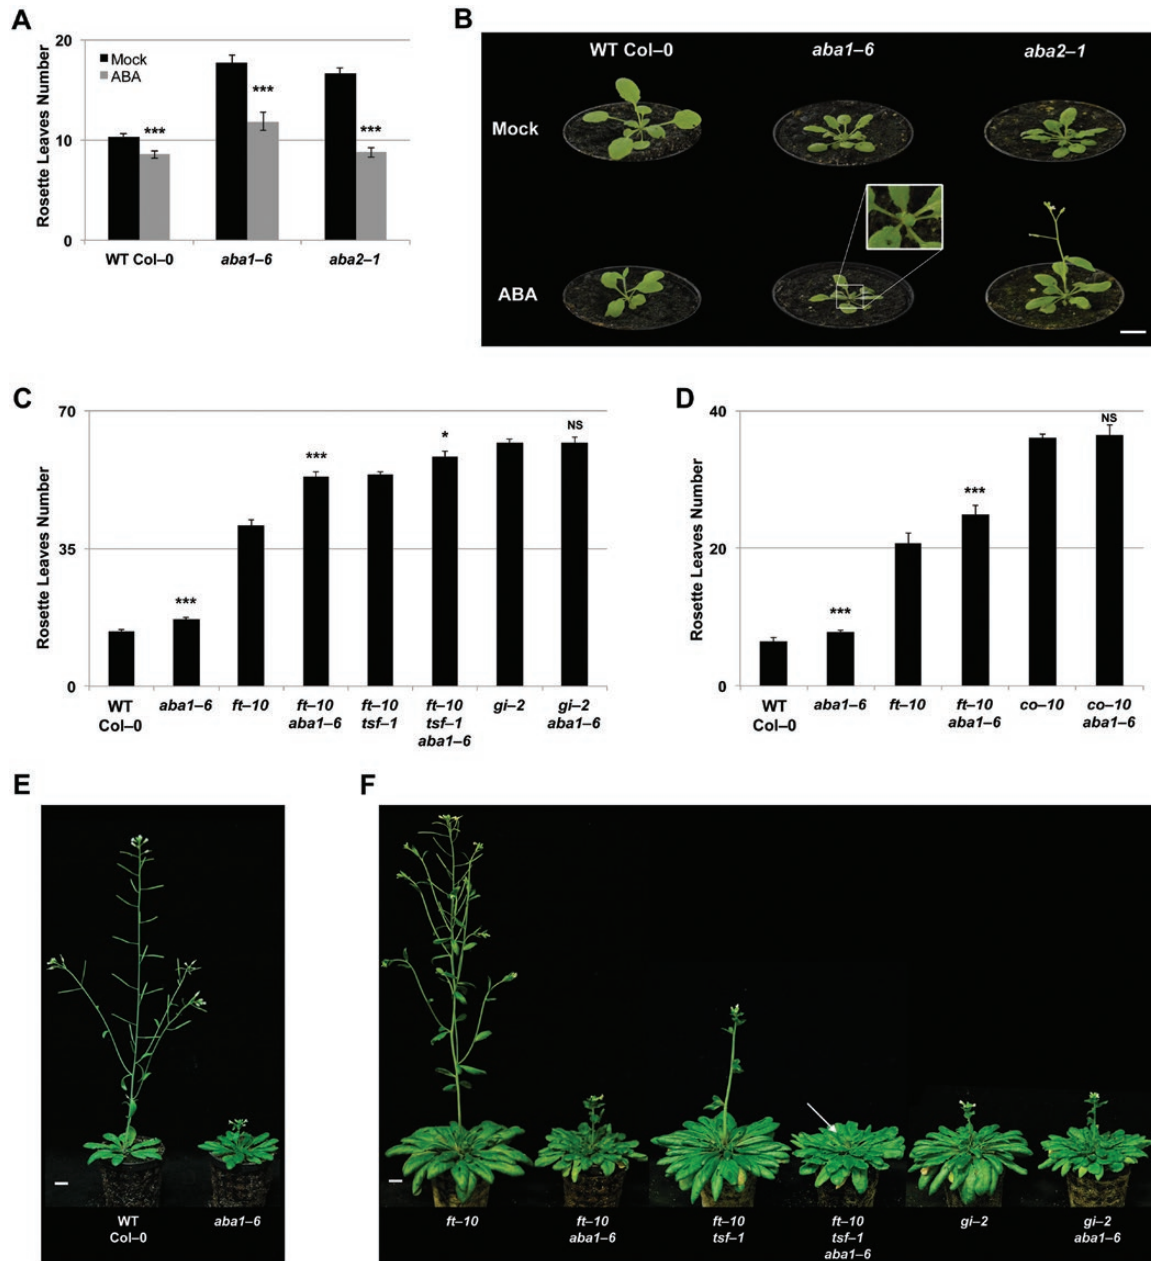 A
20
Mock
ABA
***
***
***
10
0
Rosette Leaves Number
WT Col–0
aba1–6
aba2–1
B
WT Col–0
aba1–6
aba2–1
Mock
ABA
C
70
35
0
Rosette Leaves Number
***
***
*
NS
WT
Col–0
aba1–6
ft–10
ft–10
aba1–6
ft–10
tsf–1
ft–10
tsf–1
aba1–6
gi–2
gi–2
aba1–6
D
40
20
0
Rosette Leaves Number
***
***
NS
WT
Col–0
aba1–6
ft–10
ft–10
aba1–6
co–10
co–10
aba1–6
E
WT
Col–0
aba1–6
F
ft–10
ft–10
aba1–6
ft–10
tsf–1
ft–10
tsf–1
aba1–6
gi–2
gi–2
aba1–6